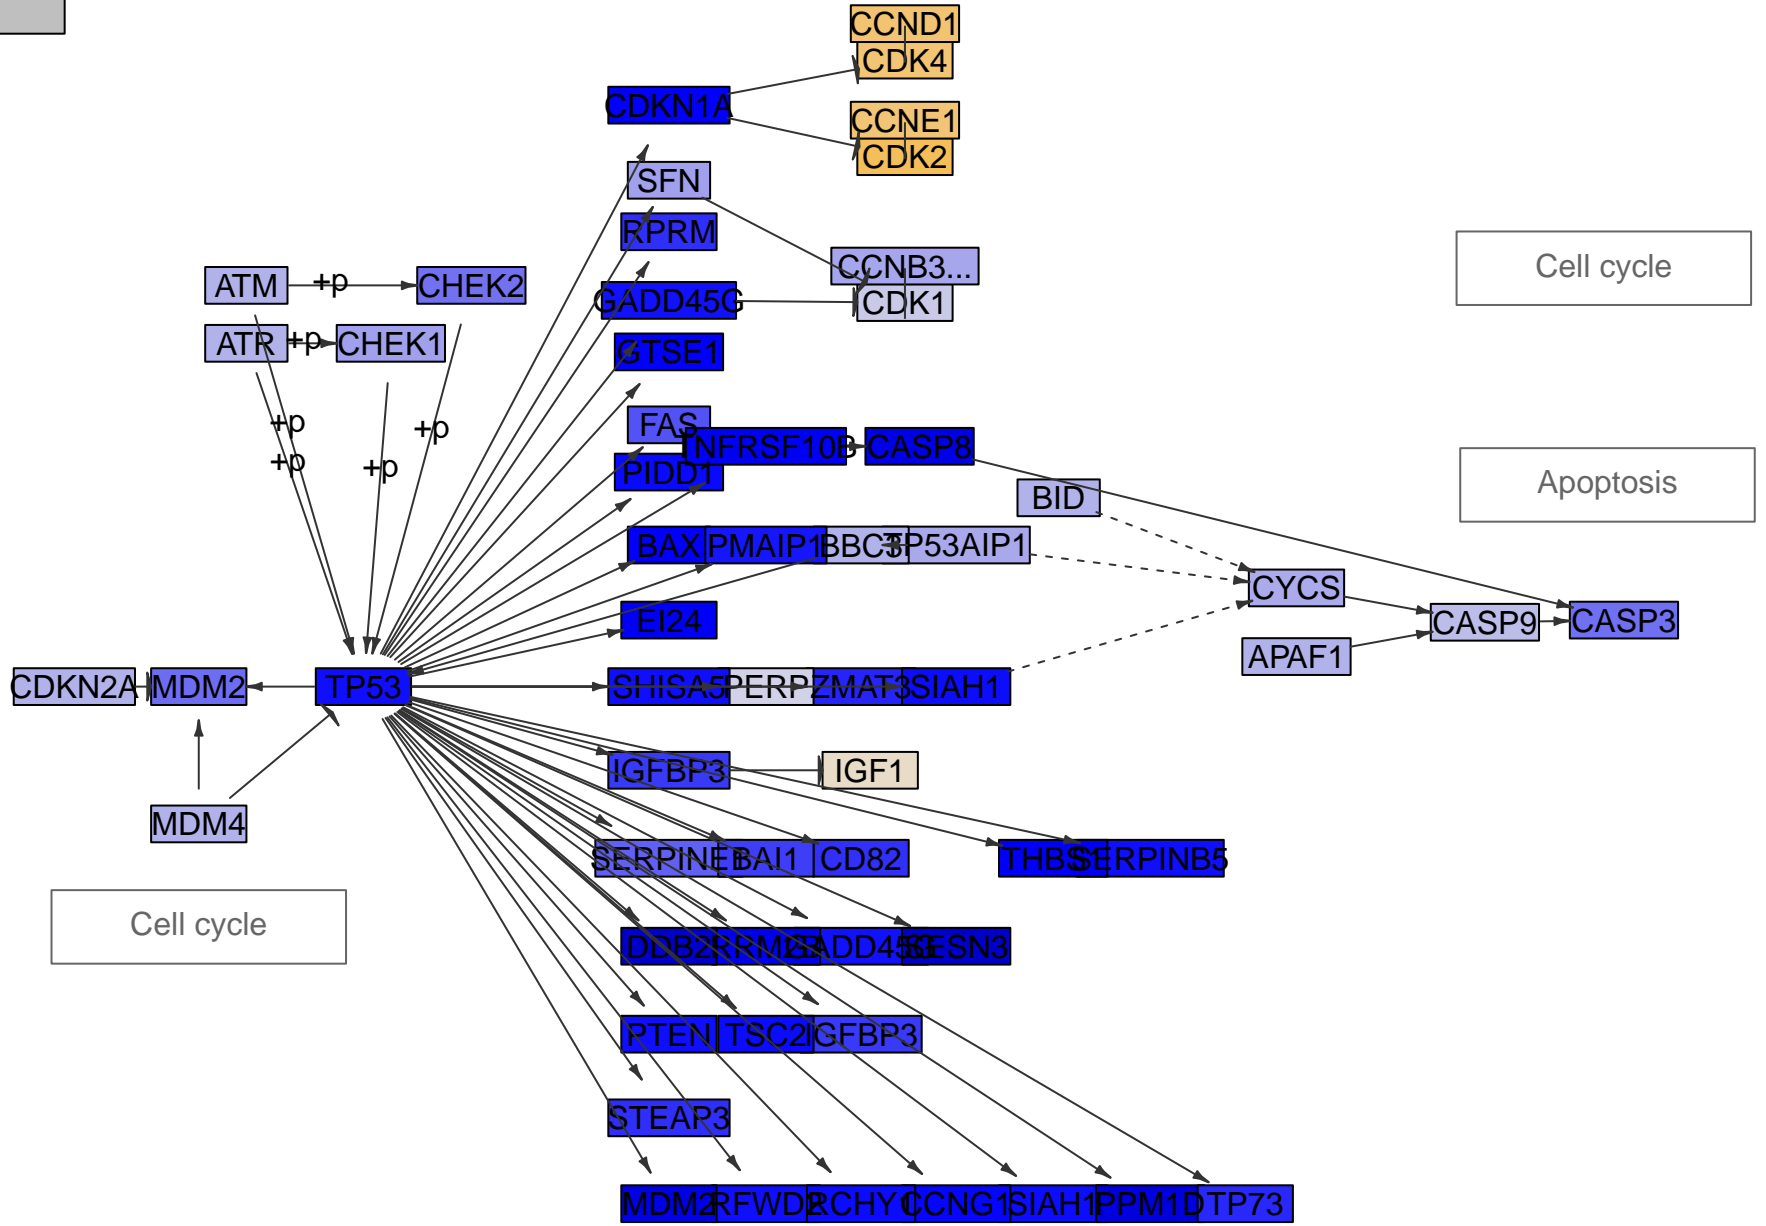 CCND1
CDK4
CDKN1A
CCNE1
CDK2
SFN
RPRM
Cell cycle
CCNB3...
ATM
+p
CHEK2
GADD45G
CDK1
ATR
+p
CHEK1
GTSE1
+p
+p
FAS
TNFRSF10B
CASP8
+p
+p
PIDD1
Apoptosis
BID
BAX
PMAIP1
BBC3
TP53AIP1
CYCS
EI24
CASP9
CASP3
APAF1
CDKN2A
MDM2
TP53
SHISA5
PERP
ZMAT3
SIAH1
IGFBP3
IGF1
MDM4
SERPINE1
BAI1
CD82
THBS1
SERPINB5
Cell cycle
DDB2
RRM2B
GADD45G
SESN3
PTEN
TSC2
IGFBP3
STEAP3
MDM2
RFWD2
RCHY1
CCNG1
SIAH1
PPM1D
TP73